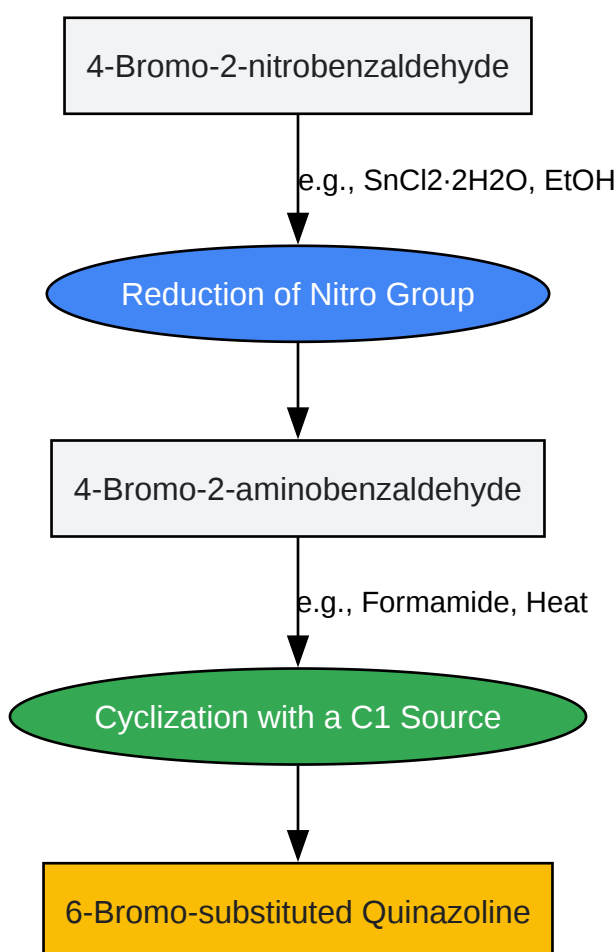 4-Bromo-2-nitrobenzaldehyde
e.g., SnCl2·2H2O, EtOH
Reduction of Nitro Group
4-Bromo-2-aminobenzaldehyde
e.g., Formamide, Heat
Cyclization with a C1 Source
6-Bromo-substituted Quinazoline